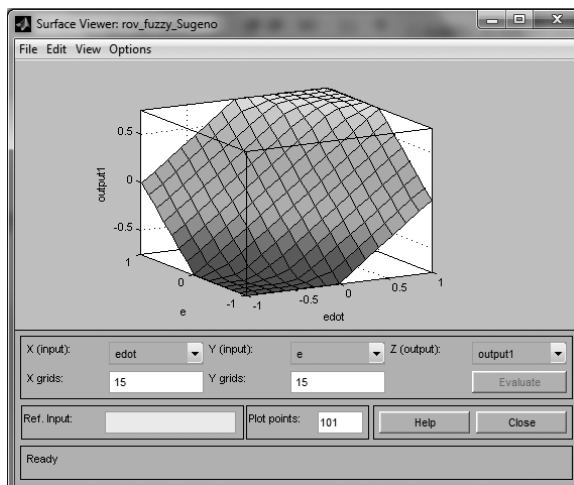 Surface Viewer: rov_fuzzy_Sugeno
File Edit View Options
0.5
0
-0.5
output1
1
0
-1
e
-1
-0.5
0
0.5
1
edot
X (input): edot Y (input): e Z (output): output1
X grids: 15 Y grids: 15 Evaluate
Ref. Input: Plot points: 101 Help Close
Ready